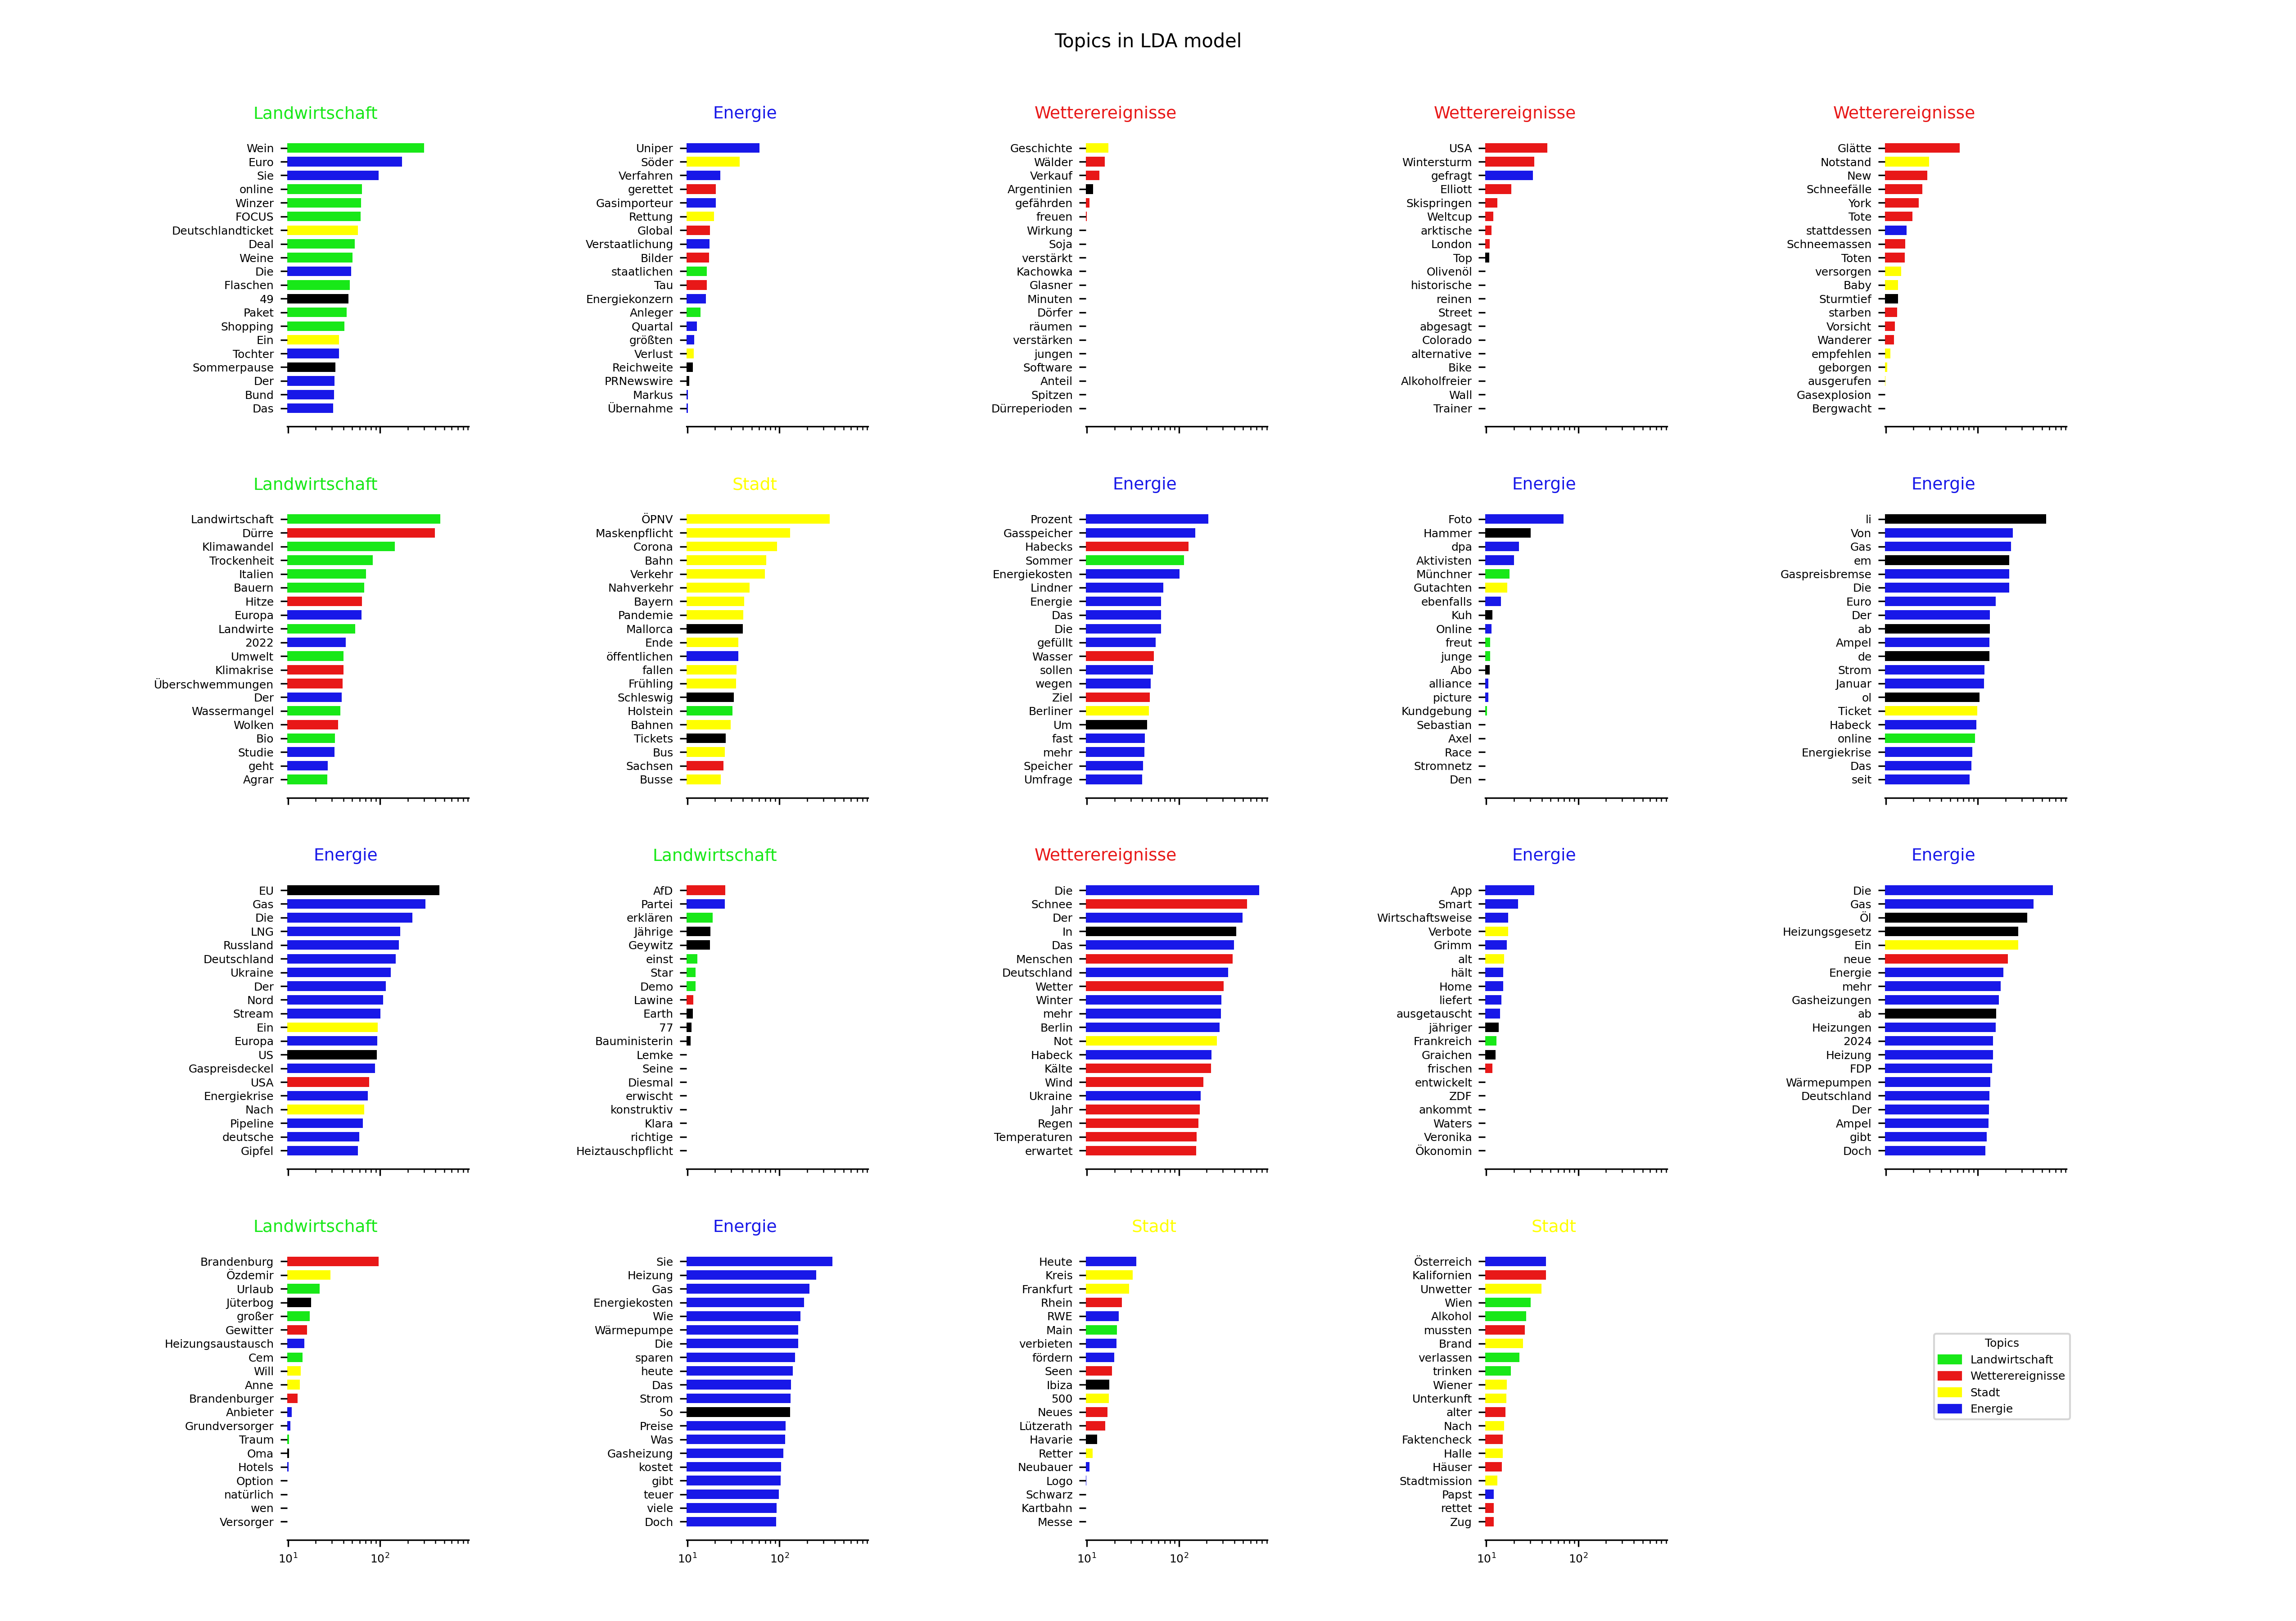 Topics in LDA model
Landwirtschaft
Wein
Euro
Sie
online
Winzer
FOCUS
Deutschlandticket
Deal
Weine
Die
Flaschen
49
Paket
Shopping
Ein
Tochter
Sommerpause
Der
Bund
Das
Energie
Uniper
Söder
Verfahren
gerettet
Gasimporteur
Rettung
Global
Verstaatlichung
Bilder
staatlichen
Tau
Energiekonzern
Anleger
Quartal
größten
Verlust
Reichweite
PRNewswire
Markus
Übernahme
Wetterereignisse
Geschichte
Wälder
Verkauf
Argentinien
gefährden
freuen
Wirkung
Soja
verstärkt
Kachowka
Glasner
Minuten
Dörfer
räumen
verstärken
jungen
Software
Anteil
Spitzen
Dürreperioden
Wetterereignisse
USA
Wintersturm
gefragt
Elliott
Skispringen
Weltcup
arktische
London
Top
Olivenöl
historische
reinen
Street
abgesagt
Colorado
alternative
Bike
Alkoholfreier
Wall
Trainer
Wetterereignisse
Glätte
Notstand
New
Schneefälle
York
Tote
stattdessen
Schneemassen
Toten
versorgen
Baby
Sturmtief
starben
Vorsicht
Wanderer
empfehlen
geborgen
ausgerufen
Gasexplosion
Bergwacht
Landwirtschaft
Landwirtschaft
Dürre
Klimawandel
Trockenheit
Italien
Bauern
Hitze
Europa
Landwirte
2022
Umwelt
Klimakrise
Überschwemmungen
Der
Wassermangel
Wolken
Bio
Studie
geht
Agrar
Stadt
ÖPNV
Maskenpflicht
Corona
Bahn
Verkehr
Nahverkehr
Bayern
Pandemie
Mallorca
Ende
öffentlichen
fallen
Frühling
Schleswig
Holstein
Bahnen
Tickets
Bus
Sachsen
Busse
Energie
Prozent
Gasspeicher
Habecks
Sommer
Energiekosten
Lindner
Energie
Das
Die
gefüllt
Wasser
sollen
wegen
Ziel
Berliner
Um
fast
mehr
Speicher
Umfrage
Energie
Foto
Hammer
dpa
Aktivisten
Münchner
Gutachten
ebenfalls
Kuh
Online
freut
junge
Abo
alliance
picture
Kundgebung
Sebastian
Axel
Race
Stromnetz
Den
Energie
li
Von
Gas
em
Gaspreisbremse
Die
Euro
Der
ab
Ampel
de
Strom
Januar
ol
Ticket
Habeck
online
Energiekrise
Das
seit
Energie
EU
Gas
Die
LNG
Russland
Deutschland
Ukraine
Der
Nord
Stream
Ein
Europa
US
Gaspreisdeckel
USA
Energiekrise
Nach
Pipeline
deutsche
Gipfel
Landwirtschaft
AfD
Partei
erklären
Jährige
Geywitz
einst
Star
Demo
Lawine
Earth
77
Bauministerin
Lemke
Seine
Diesmal
erwischt
konstruktiv
Klara
richtige
Heiztauschpflicht
Wetterereignisse
Die
Schnee
Der
In
Das
Menschen
Deutschland
Wetter
Winter
mehr
Berlin
Not
Habeck
Kälte
Wind
Ukraine
Jahr
Regen
Temperaturen
erwartet
Energie
App
Smart
Wirtschaftsweise
Verbote
Grimm
alt
hält
Home
liefert
ausgetauscht
jähriger
Frankreich
Graichen
frischen
entwickelt
ZDF
ankommt
Waters
Veronika
Ökonomin
Energie
Die
Gas
Öl
Heizungsgesetz
Ein
neue
Energie
mehr
Gasheizungen
ab
Heizungen
2024
Heizung
FDP
Wärmepumpen
Deutschland
Der
Ampel
gibt
Doch
Landwirtschaft
Brandenburg
Özdemir
Urlaub
Jüterbog
großer
Gewitter
Heizungsaustausch
Cem
Will
Anne
Brandenburger
Anbieter
Grundversorger
Traum
Oma
Hotels
Option
natürlich
wen
Versorger
10¹ 10²
Energie
Sie
Heizung
Gas
Energiekosten
Wie
Wärmepumpe
Die
sparen
heute
Das
Strom
So
Preise
Was
Gasheizung
kostet
gibt
teuer
viele
Doch
10¹ 10²
Stadt
Heute
Kreis
Frankfurt
Rhein
RWE
Main
verbieten
fördern
Seen
Ibiza
500
Neues
Lützerath
Havarie
Retter
Neubauer
Logo
Schwarz
Kartbahn
Messe
10¹ 10²
Stadt
Österreich
Kalifornien
Unwetter
Wien
Alkohol
mussten
Brand
verlassen
trinken
Wiener
Unterkunft
alter
Nach
Faktencheck
Halle
Häuser
Stadtmission
Papst
rettet
Zug
10¹ 10²
Topics
Landwirtschaft
Wetterereignisse
Stadt
Energie